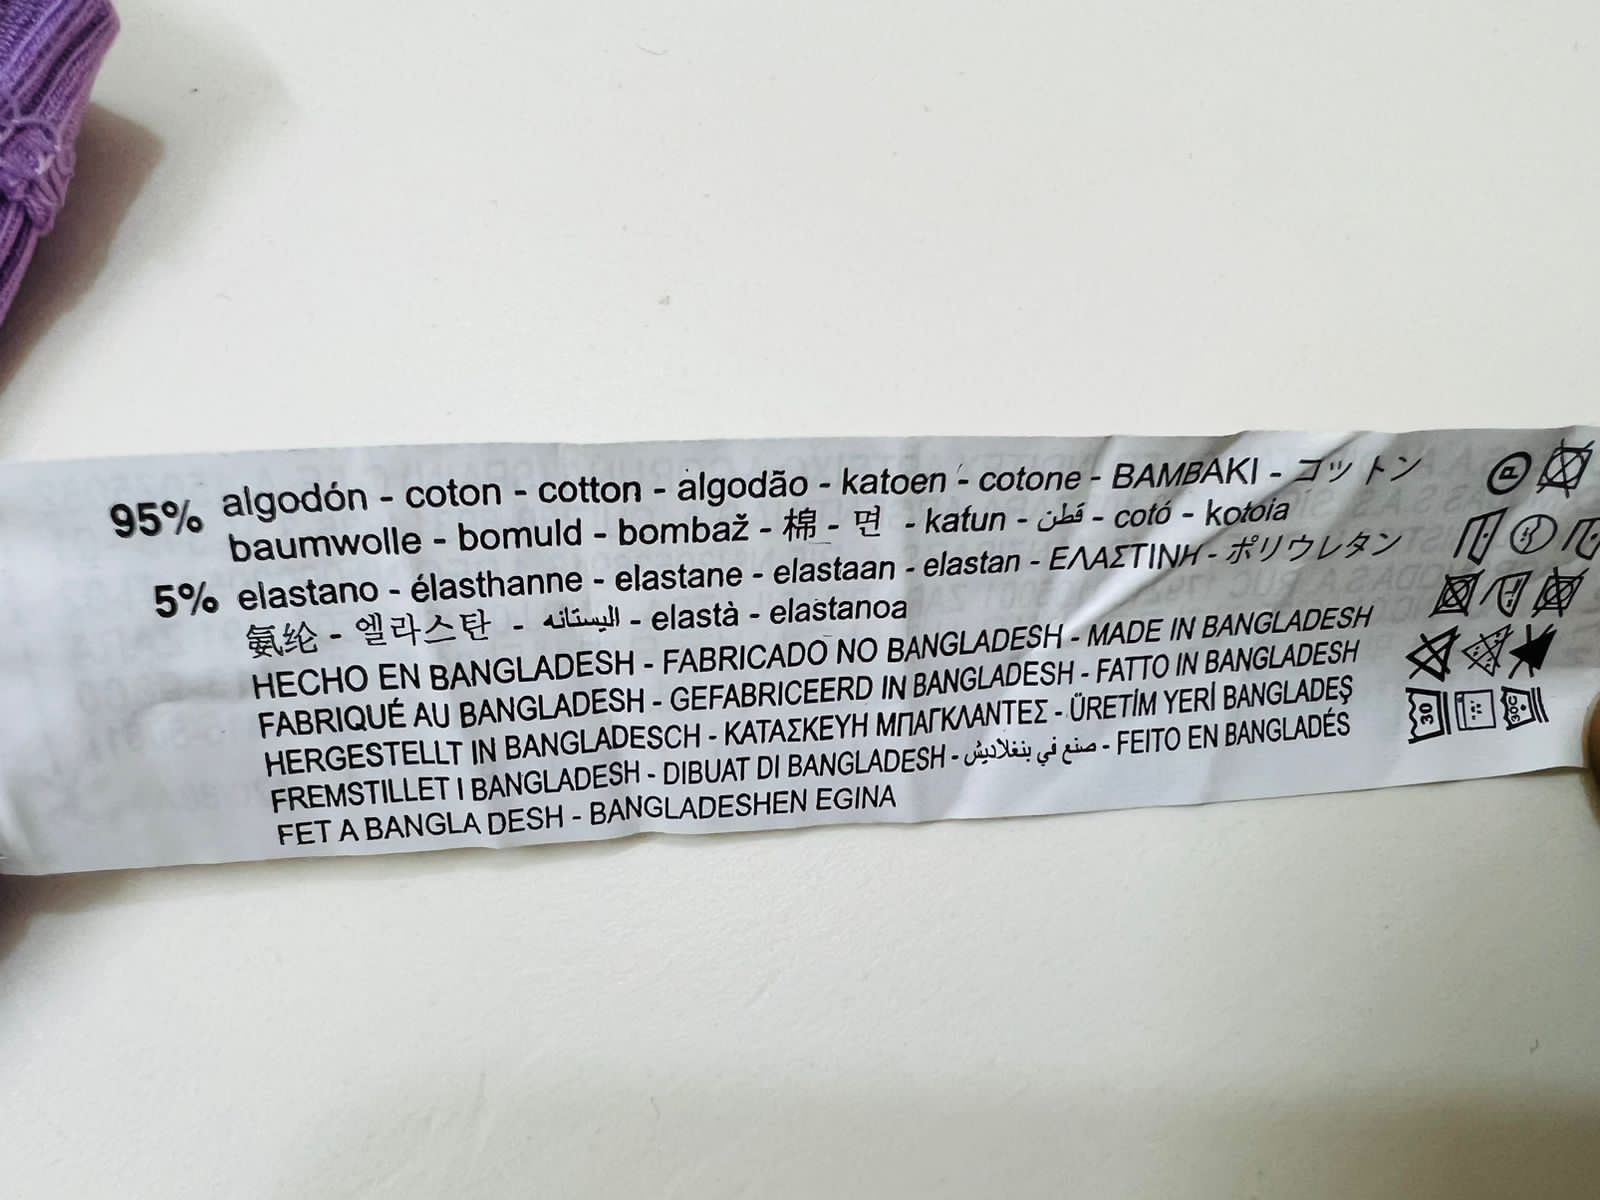 95% algodón - coton - cotton - algodão - katoen - cotone - BAMBAKI - コットン
baumwolle - bomuld - bombaž - 棉 - 면 - katun - قطن - cotó - kotoia
5% elastano - élasthanne - elastane - elastaan - elastan - ΕΛΑΣΤΙΝΗ - ポリウレタン
氨纶 - 엘라스탄 - اليستانه - elastà - elastanoa
HECHO EN BANGLADESH - FABRICADO NO BANGLADESH - MADE IN BANGLADESH
FABRIQUÉ AU BANGLADESH - GEFABRICEERD IN BANGLADESH - FATTO IN BANGLADESH
HERGESTELLT IN BANGLADESCH - ΚΑΤΑΣΚΕΥΗ ΜΠΑΓΚΛΑΝΤΕΣ - ÜRETİM YERİ BANGLADEŞ
FREMSTILLET I BANGLADESH - DIBUAT DI BANGLADESH - صنع في بنغلاديش - FEITO EN BANGLADÉS
FET A BANGLA DESH - BANGLADESHEN EGINA
P
30
30C